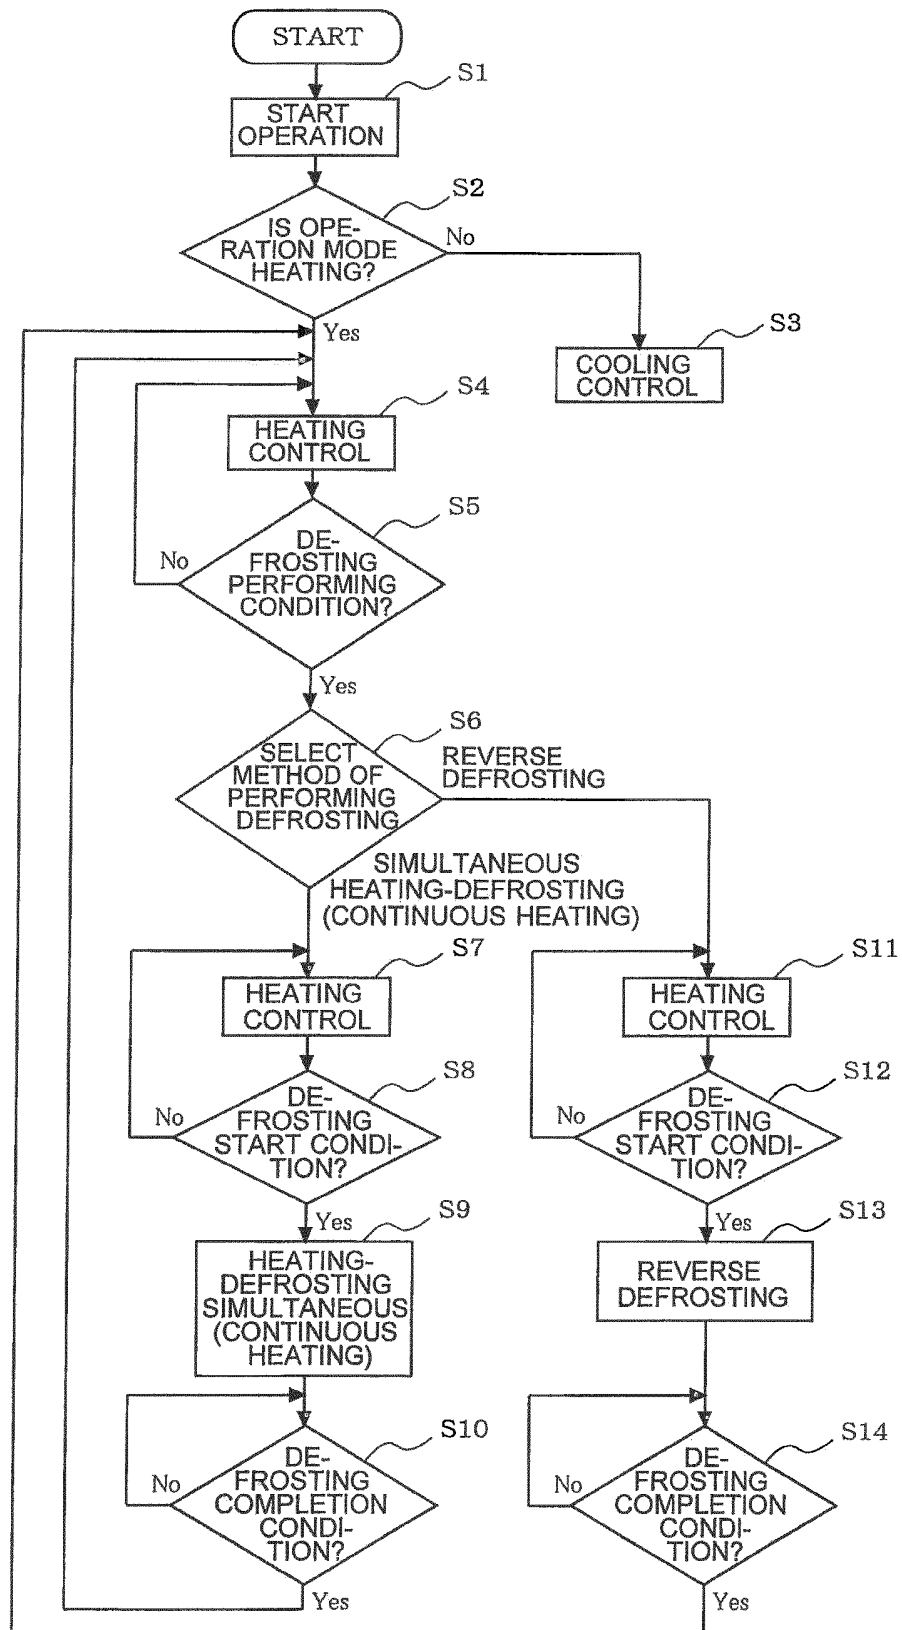 START
S1
START
OPERATION
S2
IS OPE-
RATION MODE
HEATING?
No
Yes
S3
COOLING
CONTROL
S4
HEATING
CONTROL
S5
DE-
FROSTING
PERFORMING
CONDITION?
No
Yes
S6
SELECT
METHOD OF
PERFORMING
DEFROSTING
REVERSE
DEFROSTING
SIMULTANEOUS
HEATING-DEFROSTING
(CONTINUOUS HEATING)
S7
HEATING
CONTROL
S8
DE-
FROSTING
START CONDI-
TION?
No
Yes
S9
HEATING-
DEFROSTING
SIMULTANEOUS
(CONTINUOUS
HEATING)
S10
DE-
FROSTING
COMPLETION
CONDI-
TION?
No
Yes
S11
HEATING
CONTROL
S12
DE-
FROSTING
START CONDI-
TION?
No
Yes
S13
REVERSE
DEFROSTING
S14
DE-
FROSTING
COMPLETION
CONDI-
TION?
No
Yes